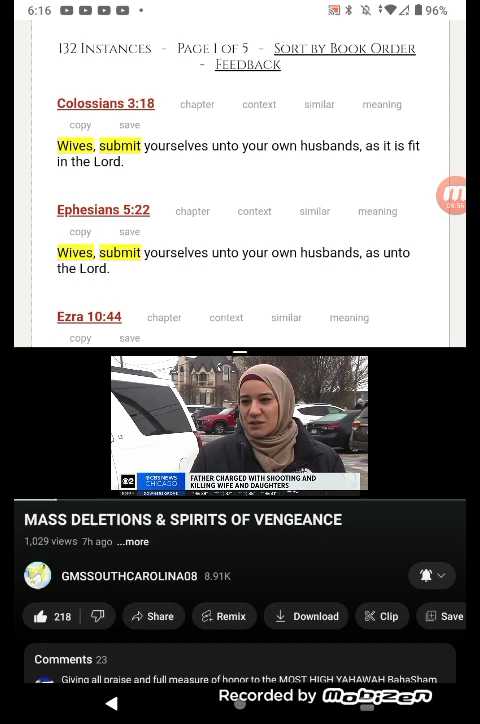 6:16
96%
132 Instances - Page 1 of 5 - Sort by Book Order
- Feedback
Colossians 3:18 chapter context similar meaning
copy save
Wives, submit yourselves unto your own husbands, as it is fit
in the Lord.
09:56
Ephesians 5:22 chapter context similar meaning
copy save
Wives, submit yourselves unto your own husbands, as unto
the Lord.
Ezra 10:44 chapter context similar meaning
copy save
2 CBS NEWS CHICAGO
FATHER CHARGED WITH SHOOTING AND
KILLING WIFE AND DAUGHTERS
MASS DELETIONS & SPIRITS OF VENGEANCE
1,029 views 7h ago ...more
GMSSOUTHCAROLINA08 8.91K
218 Share Remix Download Clip Save
Comments 23
Giving all praise and full measure of honor to the MOST HIGH YAHAWAH BahaSham
Recorded by Mobizen